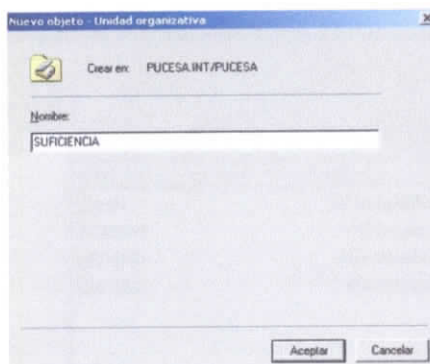 Nuevo objeto - Unidad organizativa
Crear en: PUCESA.INT/PUCESA
Nombre:
SUFICIENCIA
Aceptar Cancelar